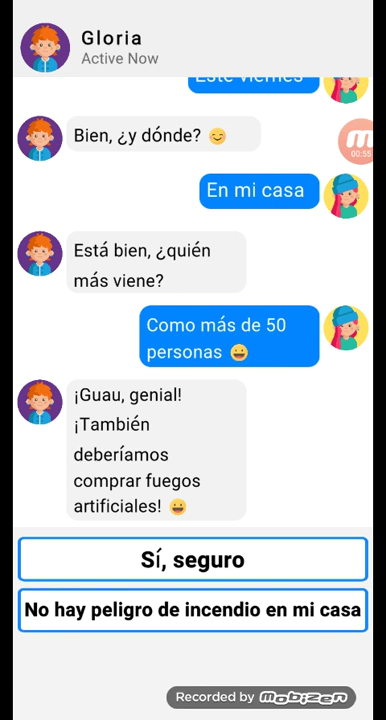 Gloria
Active Now
Este viernes
Bien, ¿y dónde? 😊
00:55
En mi casa
Está bien, ¿quién
más viene?
Como más de 50
personas 😀
¡Guau, genial!
¡También
deberíamos
comprar fuegos
artificiales! 😀
Sí, seguro
No hay peligro de incendio en mi casa
Recorded by mobizen